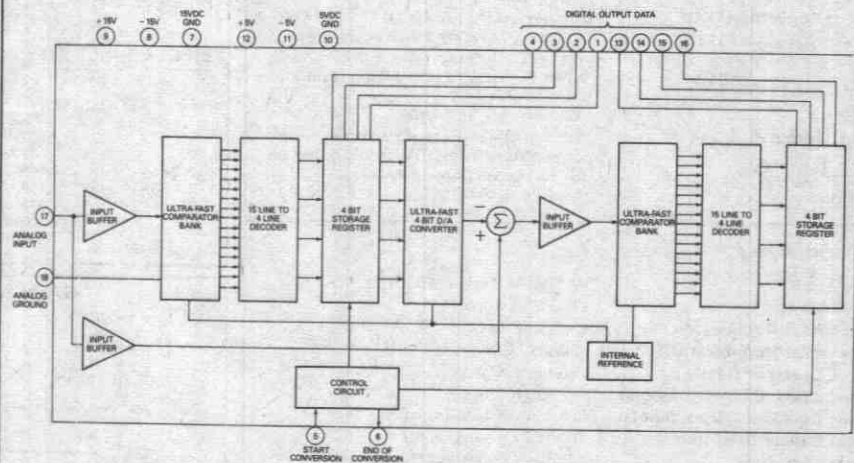 +15V
-15V
15VDC
GND
+5V
-5V
5VDC
GND
DIGITAL OUTPUT DATA
9
8
7
12
11
10
4
3
2
1
13
14
15
16
17
ANALOG
INPUT
INPUT
BUFFER
ULTRA-FAST
COMPARATOR
BANK
15 LINE TO
4 LINE
DECODER
4 BIT
STORAGE
REGISTER
ULTRA-FAST
4 BIT D/A
CONVERTER
−
+
Σ
INPUT
BUFFER
ULTRA-FAST
COMPARATOR
BANK
15 LINE TO
4 LINE
DECODER
4 BIT
STORAGE
REGISTER
18
ANALOG
GROUND
INPUT
BUFFER
INTERNAL
REFERENCE
CONTROL
CIRCUIT
5
START
CONVERSION
6
END OF
CONVERSION